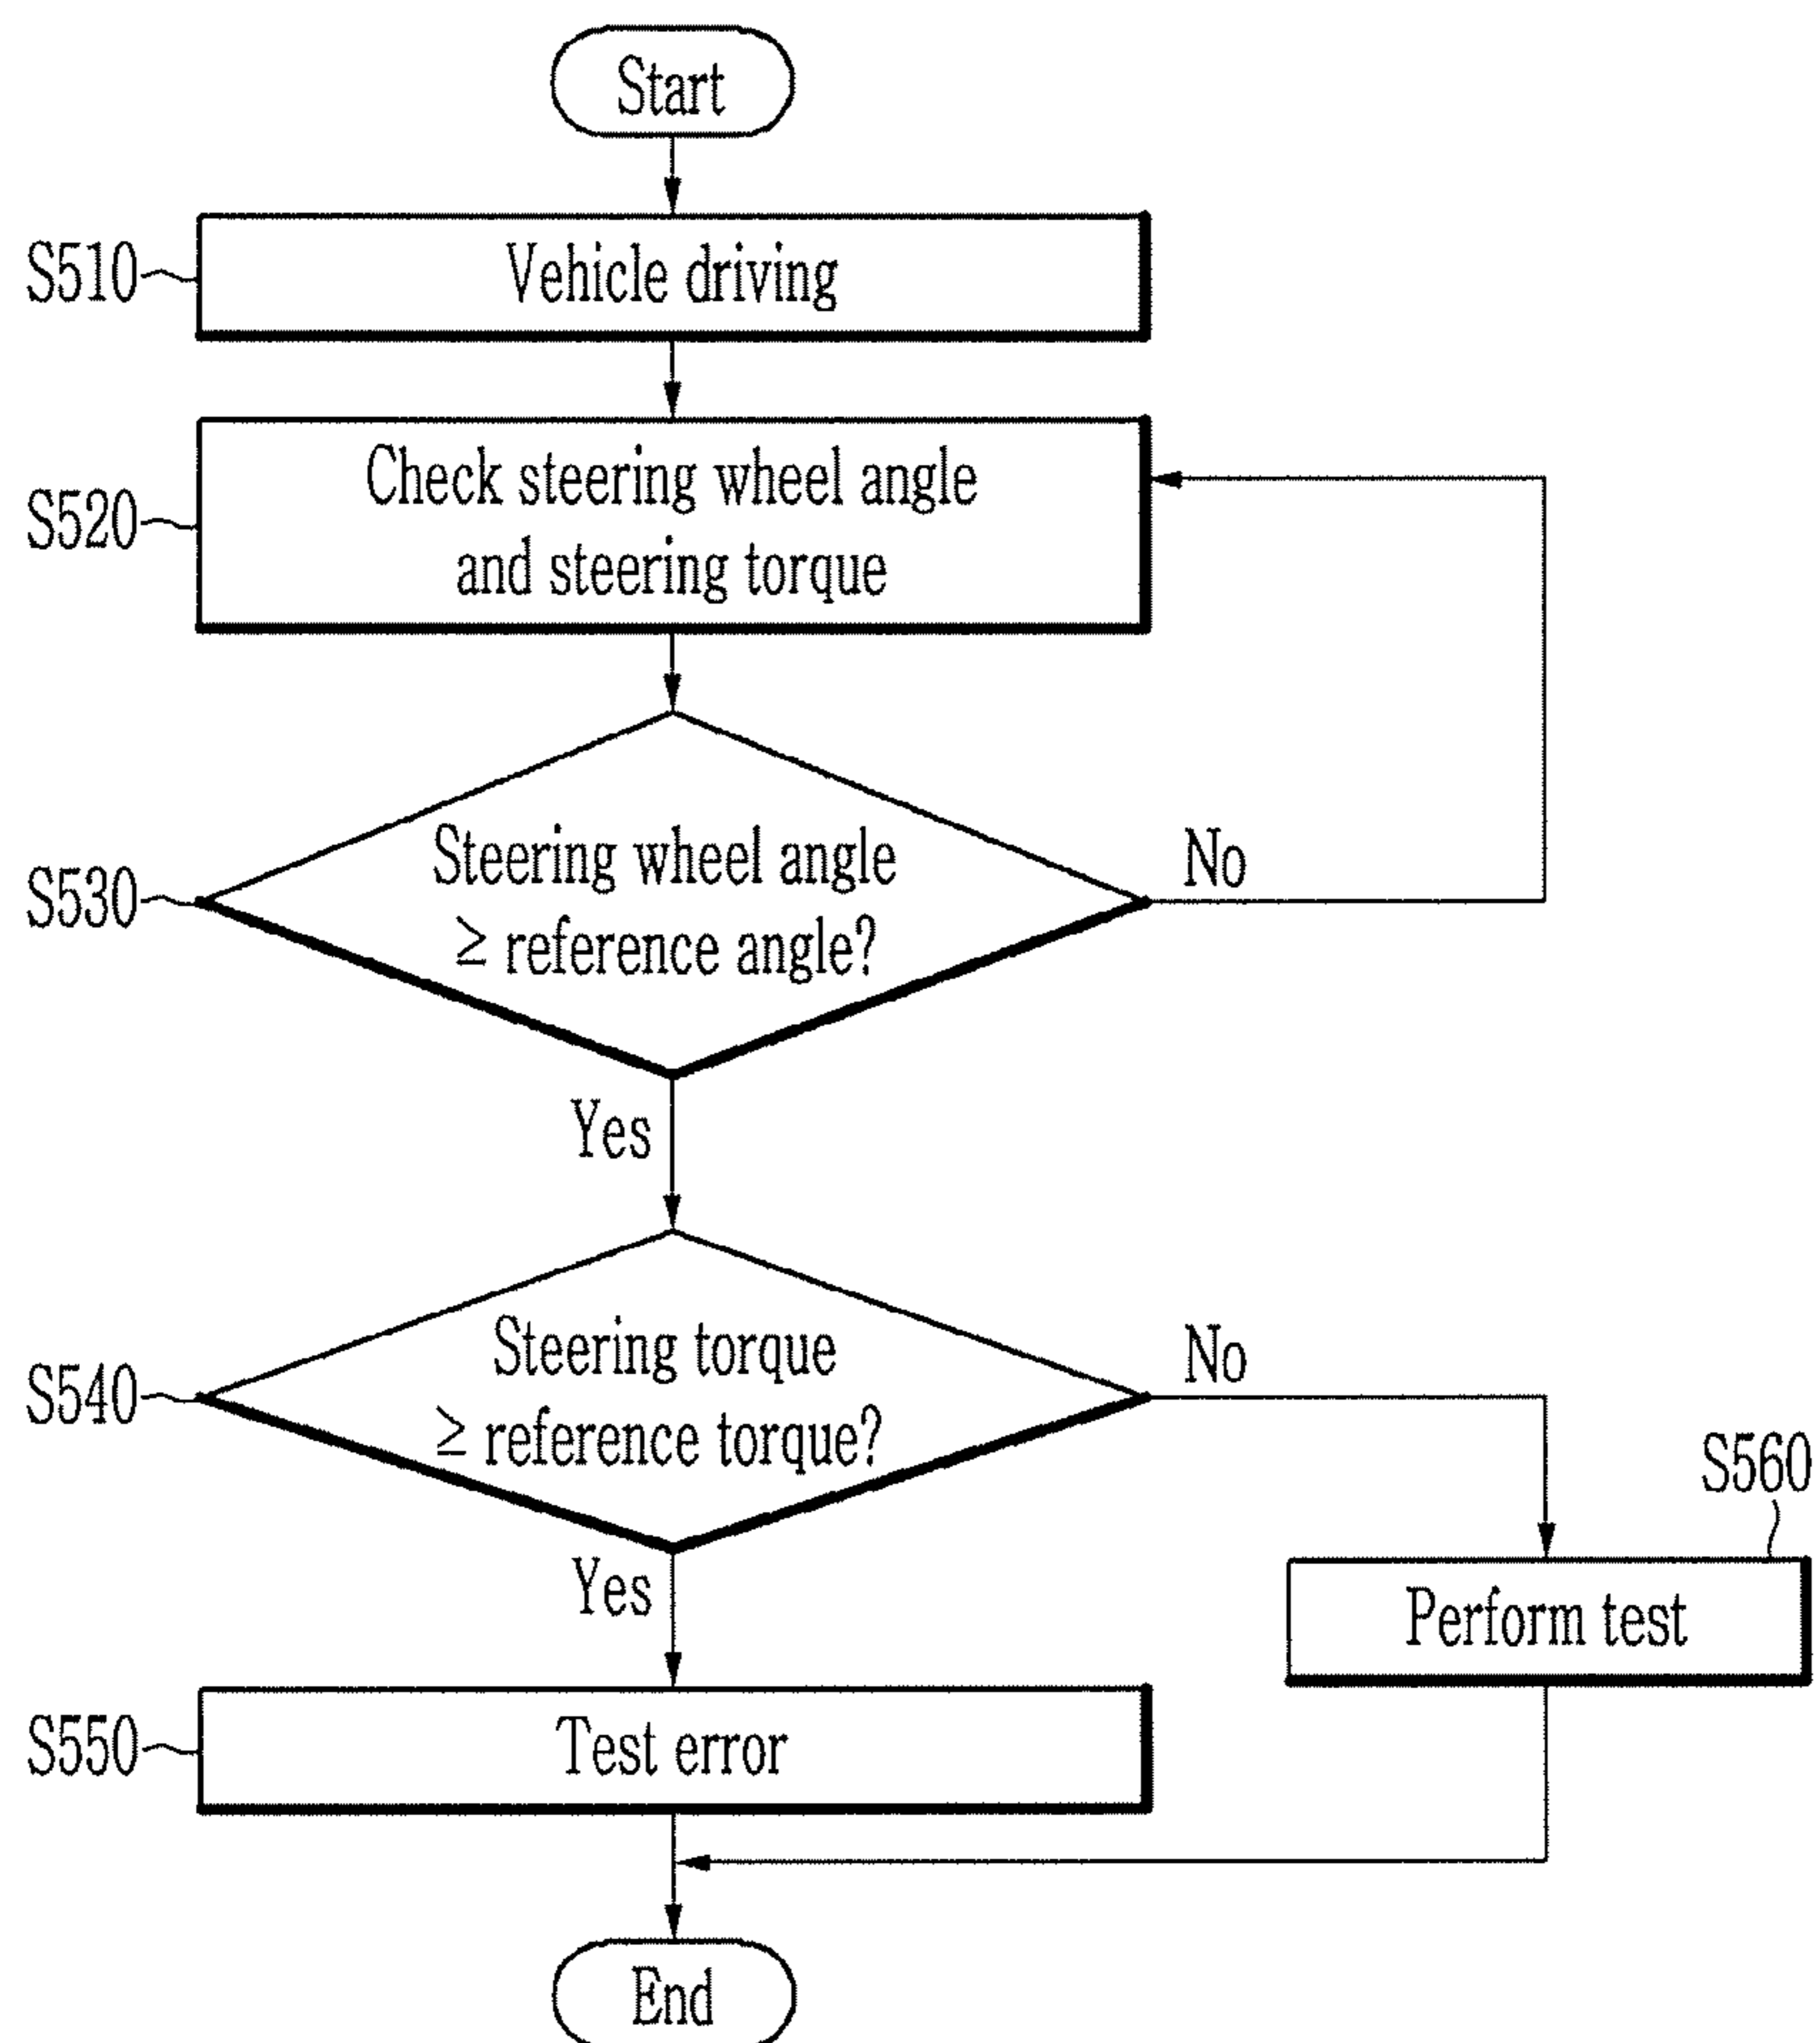 Start
S510
Vehicle driving
S520
Check steering wheel angle
and steering torque
S530
Steering wheel angle
≥ reference angle?
No
Yes
S540
Steering torque
≥ reference torque?
No
Yes
S560
Perform test
S550
Test error
End